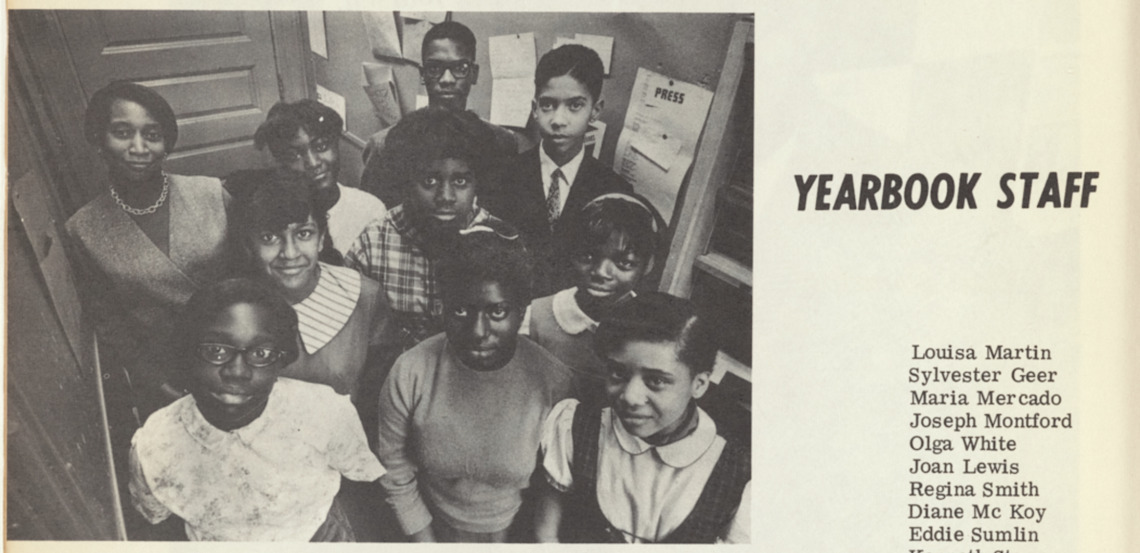 PRESS
YEARBOOK STAFF
Louisa Martin
Sylvester Geer
Maria Mercado
Joseph Montford
Olga White
Joan Lewis
Regina Smith
Diane Mc Koy
Eddie Sumlin